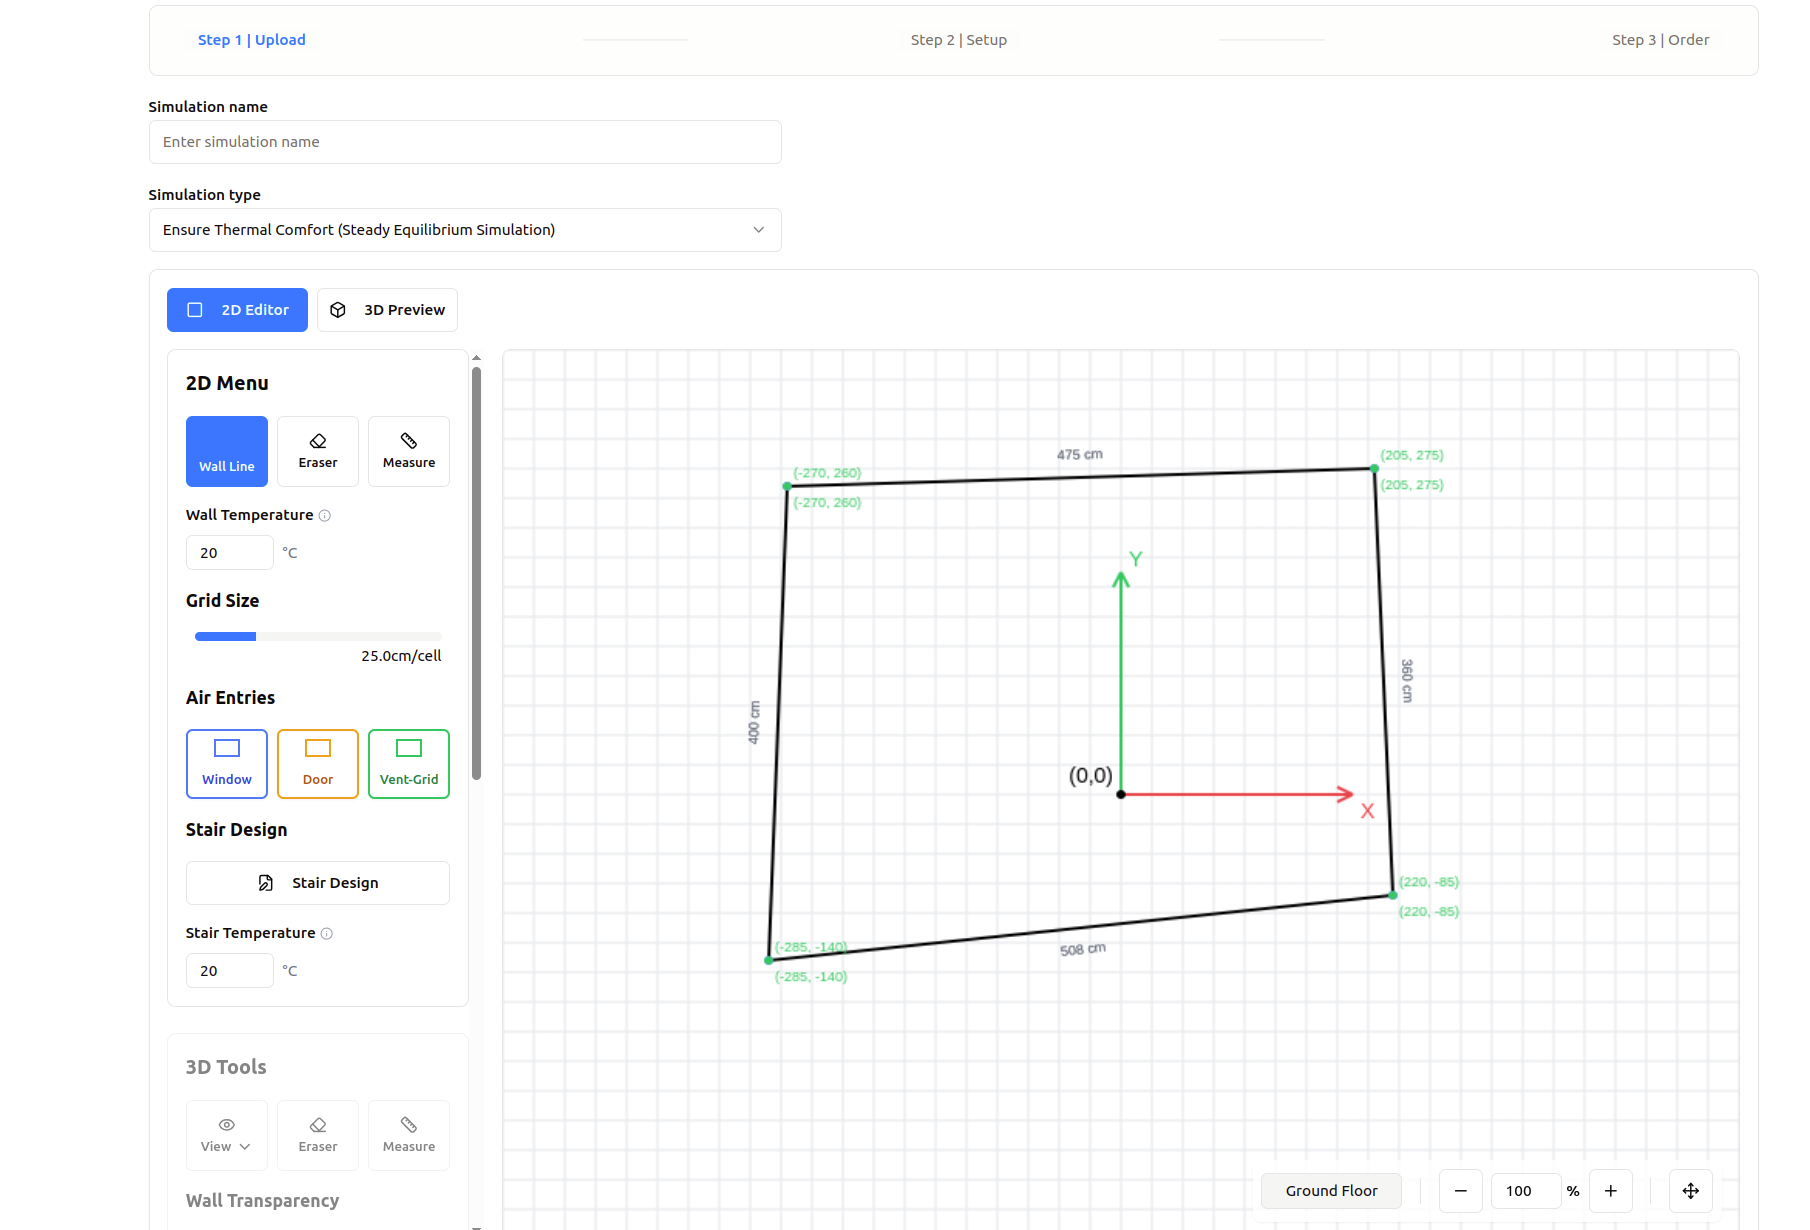 Step 1 | Upload
Step 2 | Setup
Step 3 | Order
Simulation name
Enter simulation name
Simulation type
Ensure Thermal Comfort (Steady Equilibrium Simulation)
2D Editor
3D Preview
2D Menu
Wall Line
Eraser
Measure
Wall Temperature
20
°C
Grid Size
25.0cm/cell
Air Entries
Window
Door
Vent-Grid
Stair Design
Stair Design
Stair Temperature
20
°C
3D Tools
View
Eraser
Measure
Wall Transparency
475 cm
(-270, 260)
(-270, 260)
(205, 275)
(205, 275)
Y
360 cm
400 cm
(0,0)
X
(220, -85)
(220, -85)
508 cm
(-285, -140)
(-285, -140)
Ground Floor
100
%